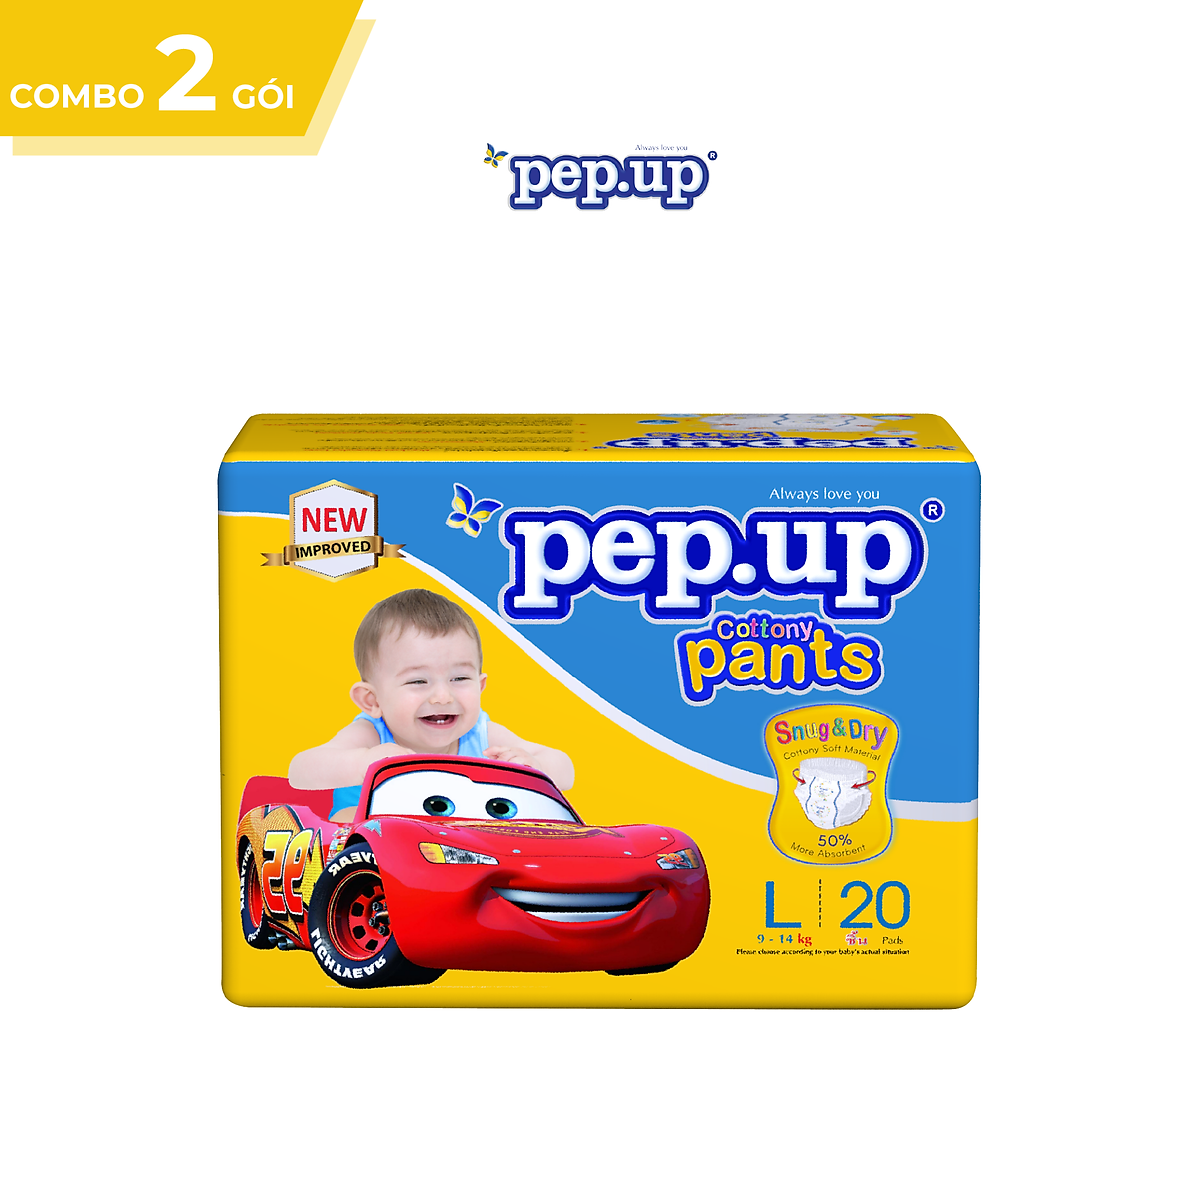 COMBO 2 GÓI
Always love you
pep.up®
Always love you
pep.up®
NEW
IMPROVED
Cottony
pants
Snug & Dry
Cottony Soft Material
50%
More Absorbent
L 20
9 - 14 kg ชิ้น Pads
Please choose according to your baby's actual situation